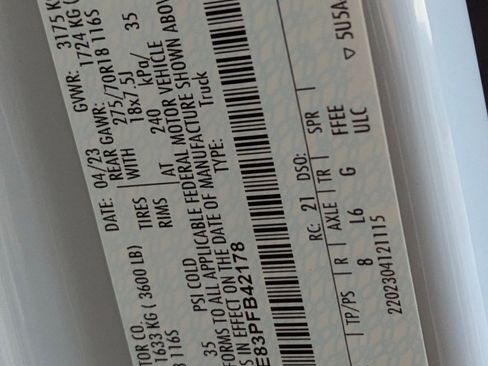 TOR CO. DATE: 04/23 GVWR: 3175 K
1633 KG ( 3600 LB) REAR GAWR: 1724 KG (
116S TIRES WITH 275/70R18 116S
RIMS 18x7.5J
35 PSI COLD AT 240 kPa/ 35
FORMS TO ALL APPLICABLE FEDERAL MOTOR VEHICLE
S IN EFFECT ON THE DATE OF MANUFACTURE SHOWN ABOV
E83PFB42178 TYPE: Truck
RC: 21 DSO:
TP/PS R AXLE TR SPR
8 L6 G FFEE
2202304121115 ULC
▽ 5U5A